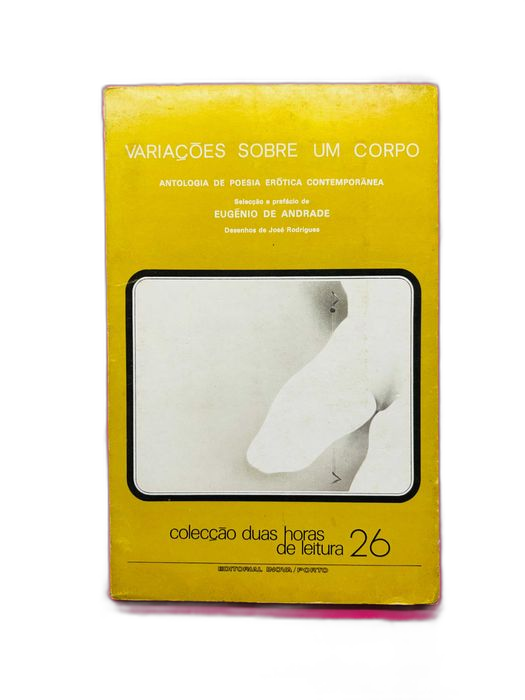 VARIAÇÕES SOBRE UM CORPO
ANTOLOGIA DE POESIA ERÓTICA CONTEMPORÂNEA
Selecção e prefácio de
EUGÉNIO DE ANDRADE
Desenhos de José Rodrigues
colecção duas horas
de leitura 26
EDITORIAL INOVA/PORTO